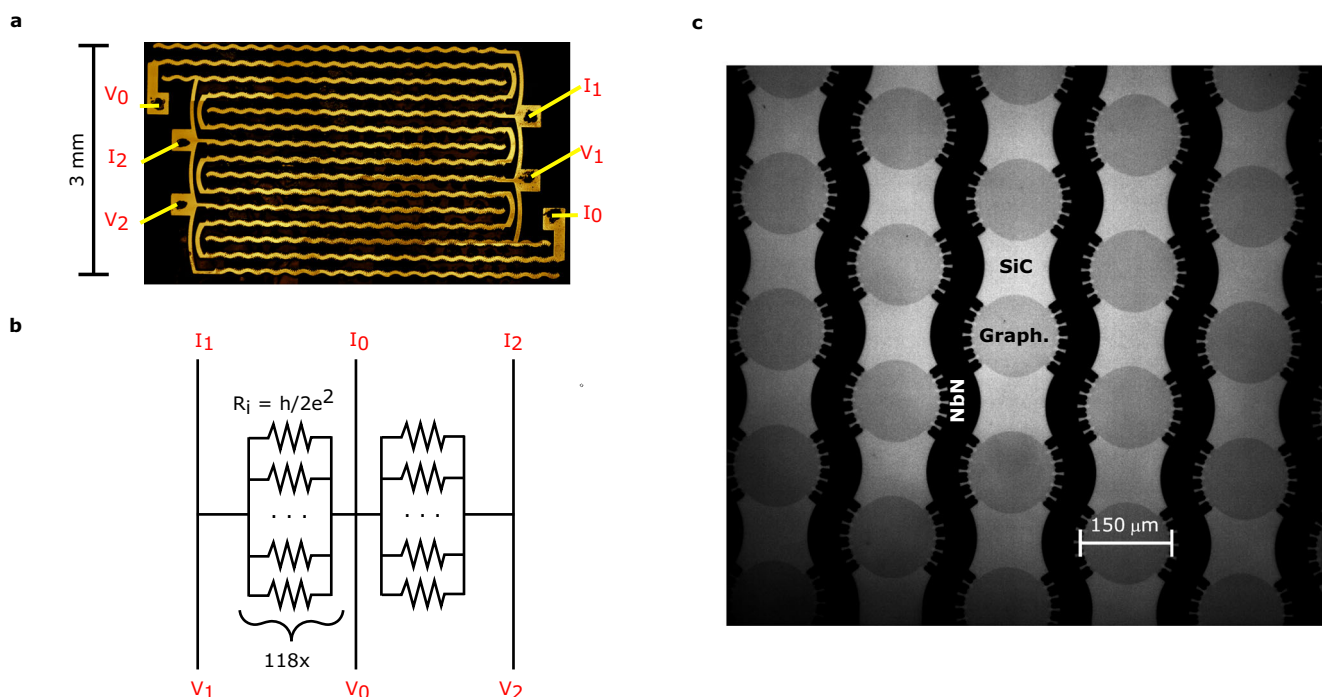 a
3 mm
V0
I2
V2
I1
V1
I0
b
I1
I0
I2
Ri = h/2e2
. . .
. . .
118x
V1
V0
V2
c
SiC
Graph.
NbN
150 μm